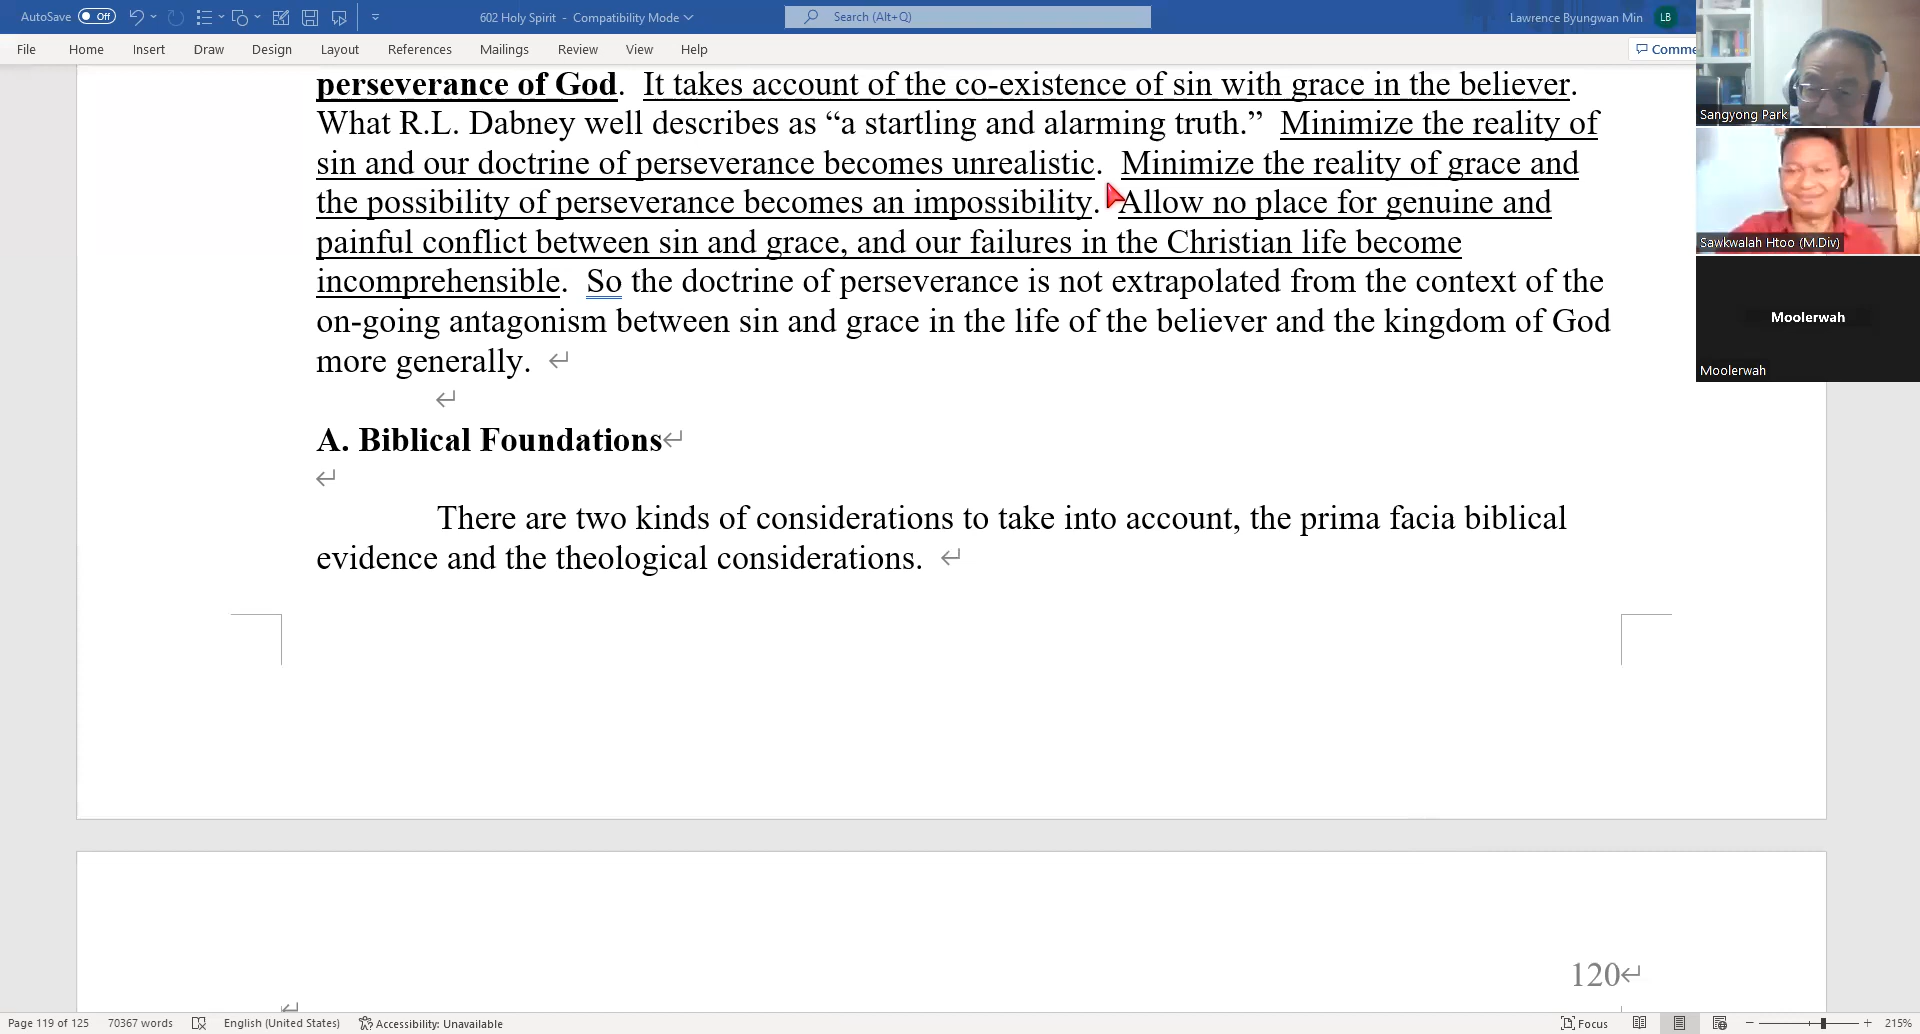 AutoSave Off 602 Holy Spirit - Compatibility Mode Search (Alt+Q) Lawrence Byungwan Min LB
File Home Insert Draw Design Layout References Mailings Review View Help Comme
perseverance of God. It takes account of the co-existence of sin with grace in the believer.
What R.L. Dabney well describes as “a startling and alarming truth.” Minimize the reality of
sin and our doctrine of perseverance becomes unrealistic. Minimize the reality of grace and
the possibility of perseverance becomes an impossibility. Allow no place for genuine and
painful conflict between sin and grace, and our failures in the Christian life become
incomprehensible. So the doctrine of perseverance is not extrapolated from the context of the
on-going antagonism between sin and grace in the life of the believer and the kingdom of God
more generally.
A. Biblical Foundations
There are two kinds of considerations to take into account, the prima facia biblical
evidence and the theological considerations.
120
Sangyong Park
Sawkwalah Htoo (M.Div)
Moolerwah
Moolerwah
Page 119 of 125 70367 words English (United States) Accessibility: Unavailable Focus 215%